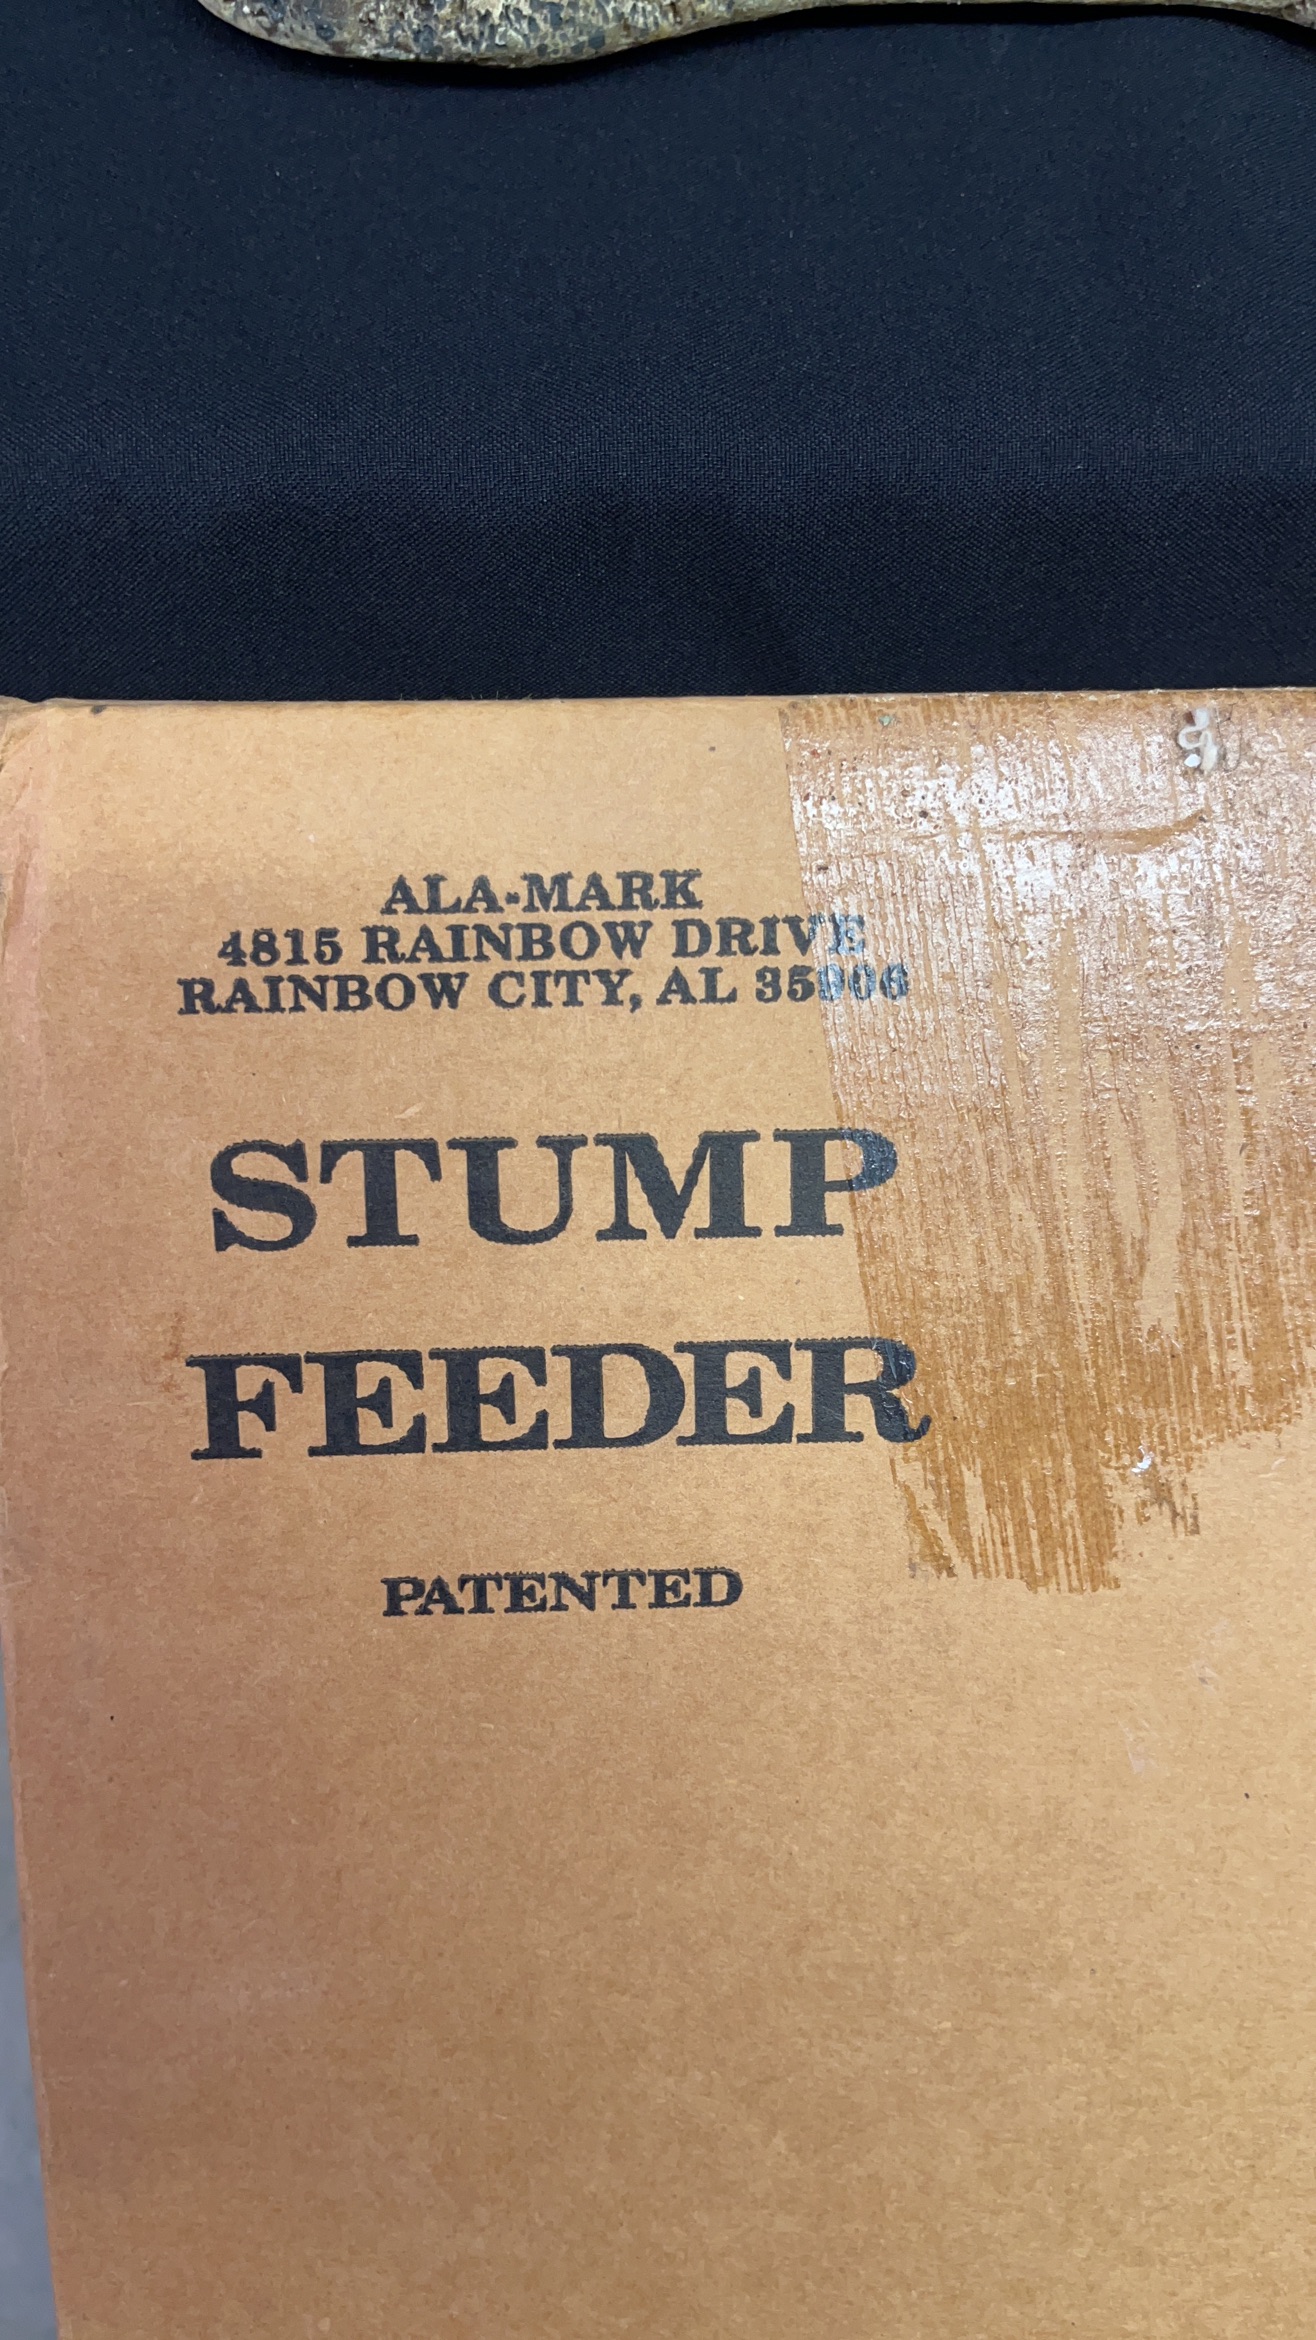 ALA-MARK
4815 RAINBOW DRIVE
RAINBOW CITY, AL 35906
STUMP
FEEDER
PATENTED